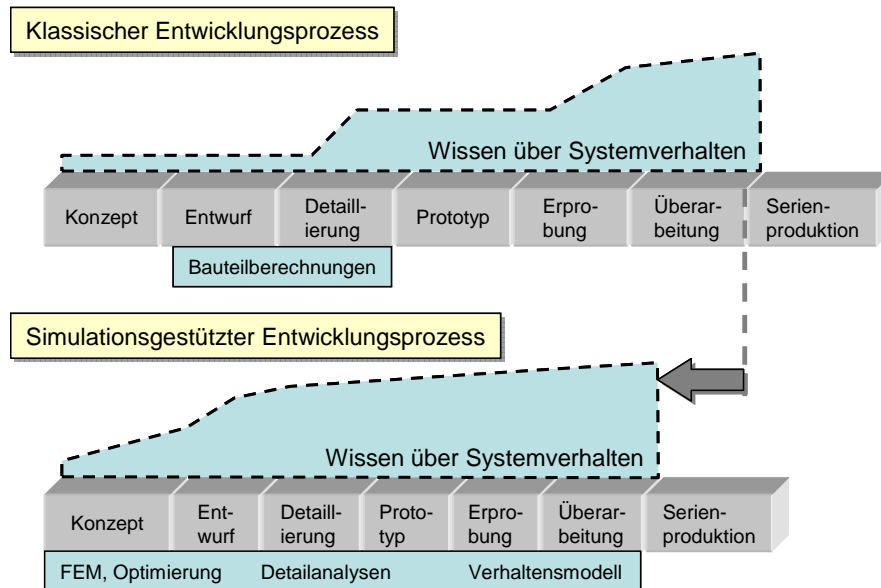 Klassischer Entwicklungsprozess
Wissen über Systemverhalten
Konzept
Entwurf
Detaill-
ierung
Prototyp
Erpro-
bung
Überar-
beitung
Serien-
produktion
Bauteilberechnungen
Simulationsgestützter Entwicklungsprozess
Wissen über Systemverhalten
Konzept
Ent-
wurf
Detaill-
ierung
Proto-
typ
Erpro-
bung
Überar-
beitung
Serien-
produktion
FEM, Optimierung
Detailanalysen
Verhaltensmodell